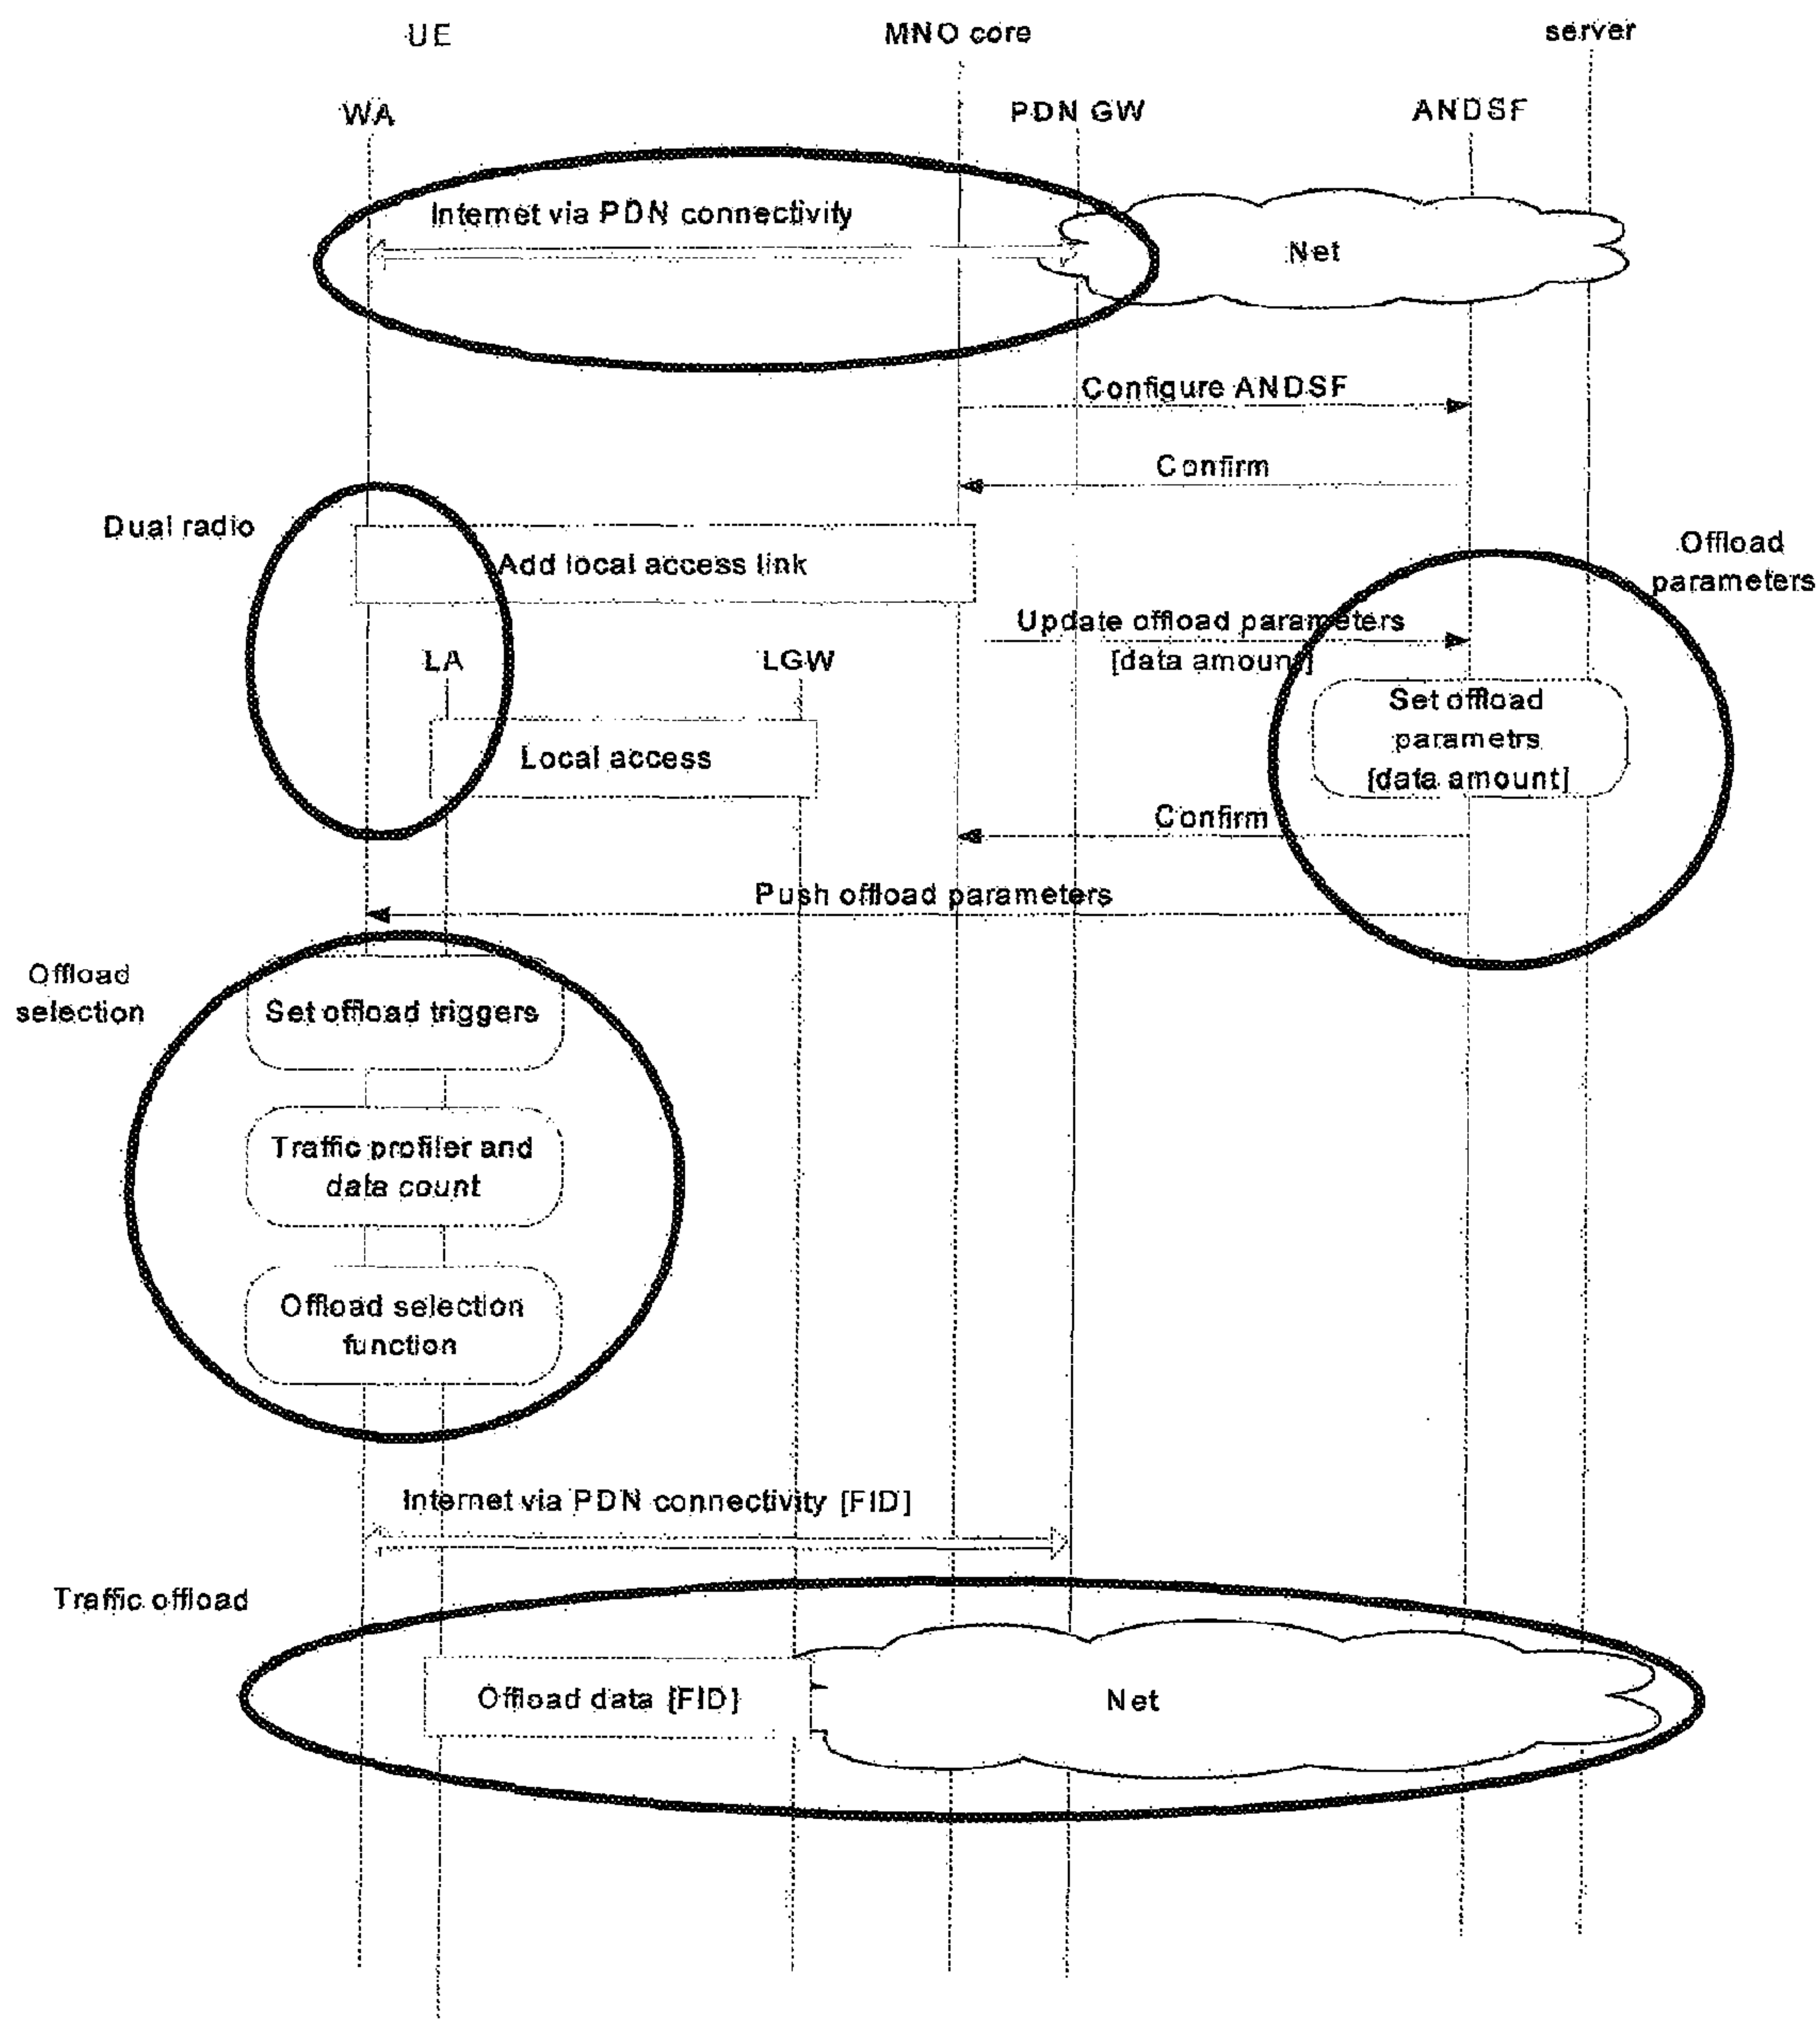 UE
MNO core
server
WA
PDN GW
ANDSF
Internet via PDN connectivity
Net
Configure ANDSF
Confirm
Dual radio
Add local access link
Offload
parameters
Update offload parameters
[data amount]
LA
LGW
Set offload
parametrs
[data amount]
Local access
Confirm
Push offload parameters
Offload
selection
Set offload triggers
Traffic profiler and
data count
Offload selection
function
Internet via PDN connectivity [FID]
Traffic offload
Offload data [FID]
Net